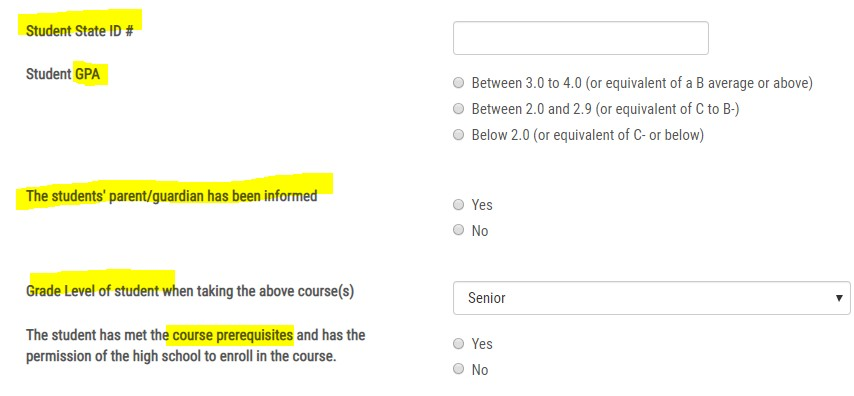 Student State ID #
Student GPA
Between 3.0 to 4.0 (or equivalent of a B average or above)
Between 2.0 and 2.9 (or equivalent of C to B-)
Below 2.0 (or equivalent of C- or below)
The students' parent/guardian has been informed
Yes
No
Grade Level of student when taking the above course(s)
Senior
The student has met the course prerequisites and has the
permission of the high school to enroll in the course.
Yes
No